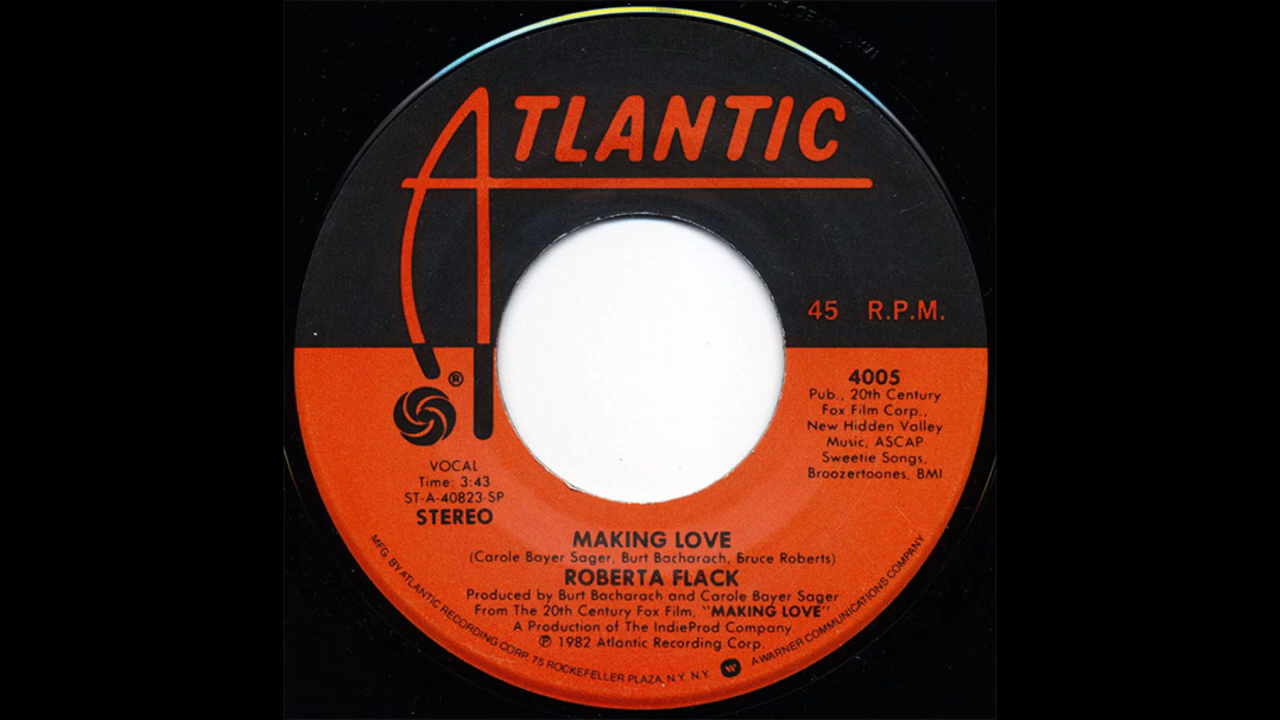 ATLANTIC
45 R.P.M.
®
4005
Pub., 20th Century
Fox Film Corp.,
New Hidden Valley
Music, ASCAP
Sweetie Songs,
Broozertoones, BMI
VOCAL
Time: 3:43
ST-A-40823-SP
STEREO
MAKING LOVE
(Carole Bayer Sager, Burt Bacharach, Bruce Roberts)
ROBERTA FLACK
Produced by Burt Bacharach and Carole Bayer Sager
From The 20th Century Fox Film, "MAKING LOVE"
A Production of The IndieProd Company
℗ 1982 Atlantic Recording Corp.
MFG. BY ATLANTIC RECORDING CORP. 75 ROCKEFELLER PLAZA, N.Y. N.Y. W A WARNER COMMUNICATIONS COMPANY